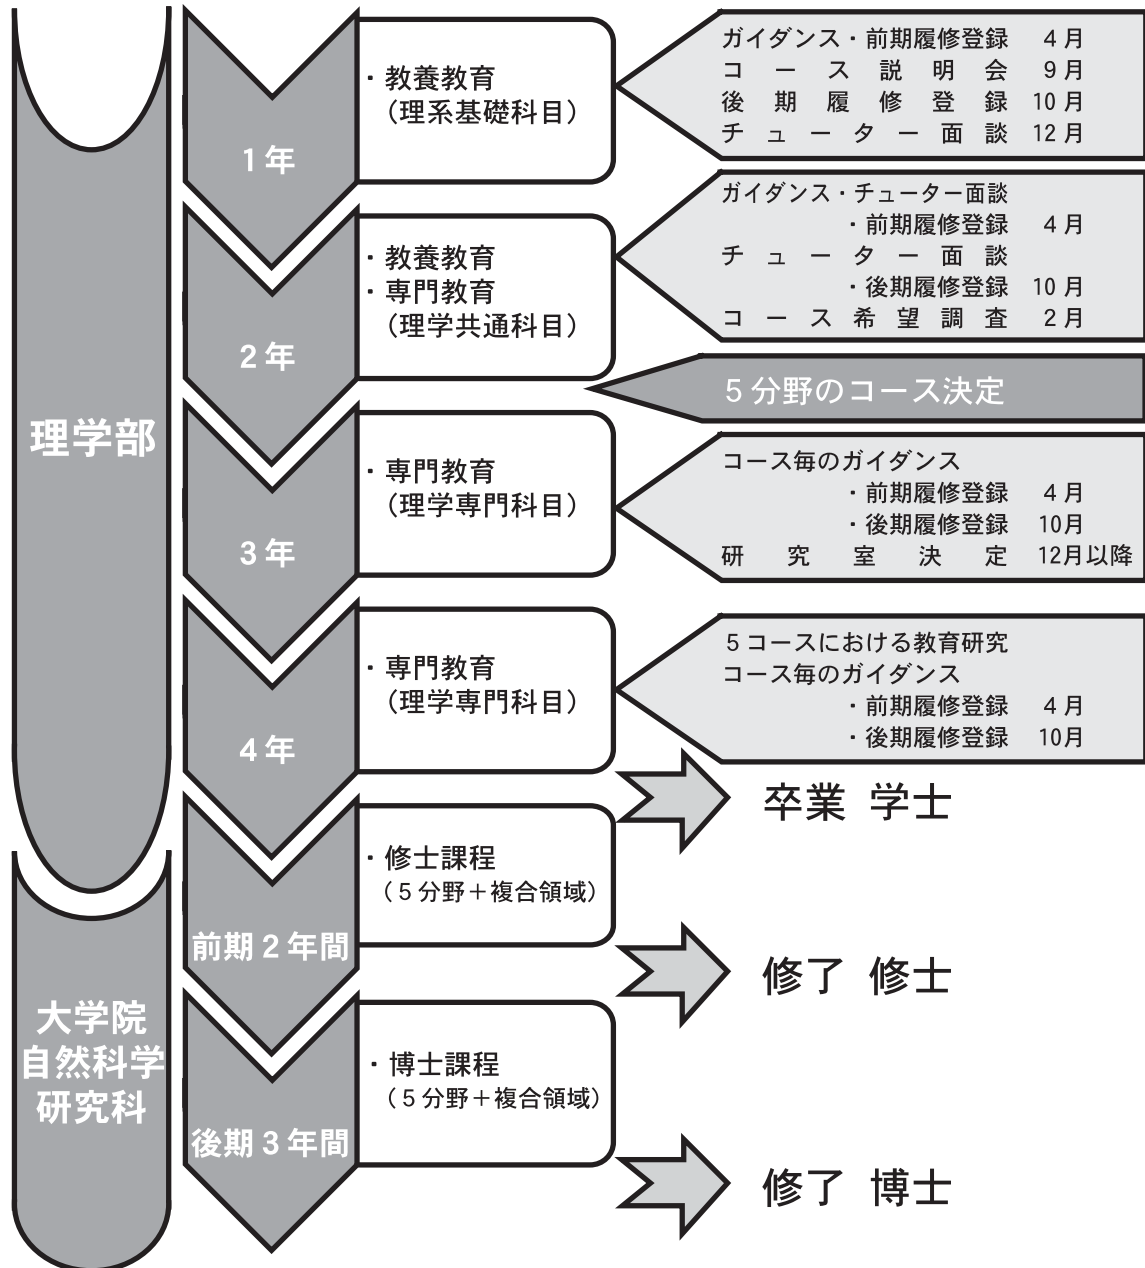 理学部
1年
・教養教育
（理系基礎科目）
ガイダンス・前期履修登録 4月
コース説明会 9月
後期履修登録 10月
チューター面談 12月
2年
・教養教育
・専門教育
（理学共通科目）
ガイダンス・チューター面談
・前期履修登録 4月
チューター面談
・後期履修登録 10月
コース希望調査 2月
5分野のコース決定
3年
・専門教育
（理学専門科目）
コース毎のガイダンス
・前期履修登録 4月
・後期履修登録 10月
研究室決定 12月以降
4年
・専門教育
（理学専門科目）
5コースにおける教育研究
コース毎のガイダンス
・前期履修登録 4月
・後期履修登録 10月
卒業 学士
大学院
自然科学
研究科
前期2年間
・修士課程
（5分野＋複合領域）
修了 修士
後期3年間
・博士課程
（5分野＋複合領域）
修了 博士